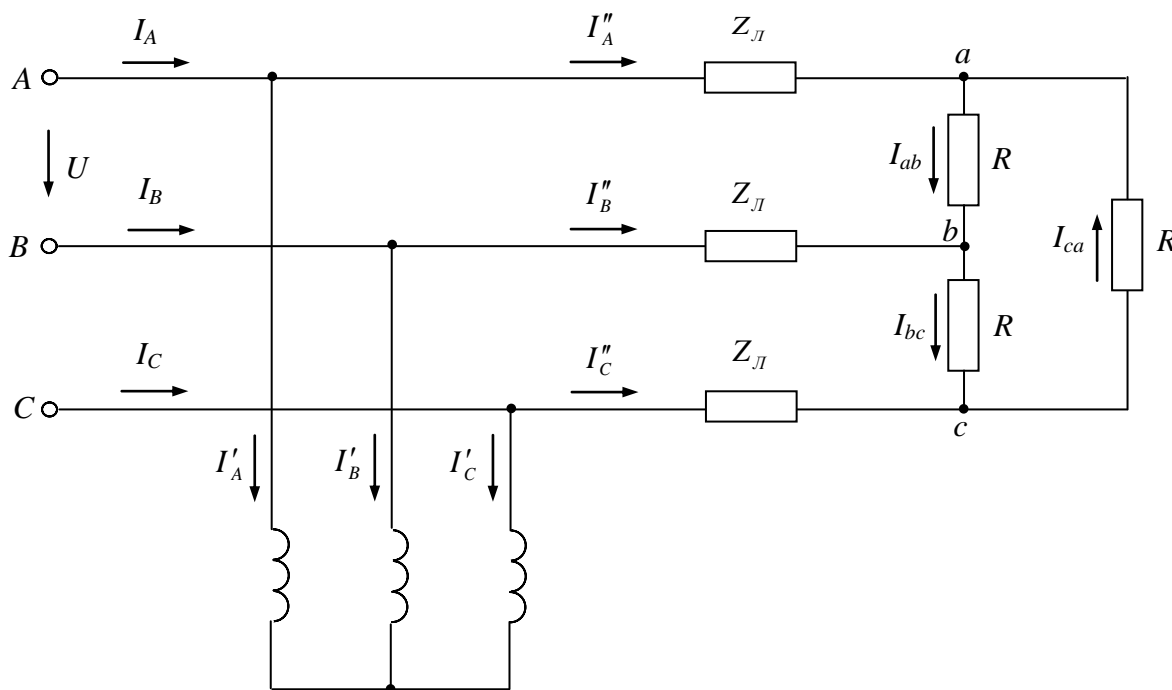 I_A I″_A Z_Л
A a
U I_ab R
I_B I″_B Z_Л
B b I_ca R
I_C I″_C Z_Л I_bc R
C c
I′_A I′_B I′_C